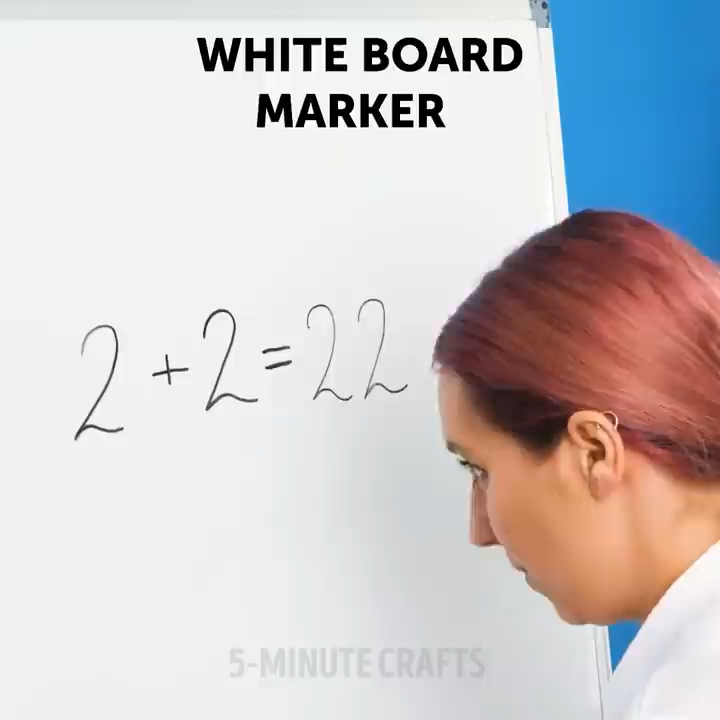 WHITE BOARD
MARKER
2 + 2 = 22
5-MINUTE CRAFTS